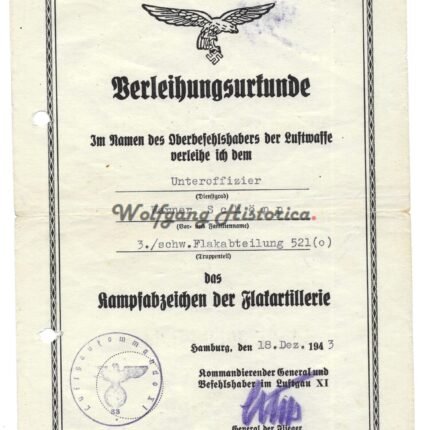 Verleihungsurkunde
Im Namen des Oberbefehlshabers der Luftwaffe
verleihe ich dem
Unteroffizier
(Dienstgrad)
Wolfgang Historica.
(Vor- und Familienname)
3./schw.Flakabteilung 521(o)
(Truppenteil)
das
Kampfabzeichen der Flakartillerie
Hamburg, den 18.Dez. 1943
Kommandierender General und
Befehlshaber im Luftgau XI
General der Flieger
Luftgaukommando XI